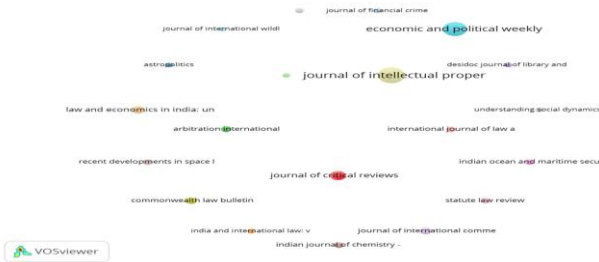 journal of financial crime
journal of international wildl
economic and political weekly
astropolitics
desidoc journal of library and
journal of intellectual proper
law and economics in india: un
understanding social dynamics
arbitration international
international journal of law a
recent developments in space l
indian ocean and maritime secu
journal of critical reviews
commonwealth law bulletin
statute law review
india and international law: v
journal of international comme
indian journal of chemistry -
VOSviewer